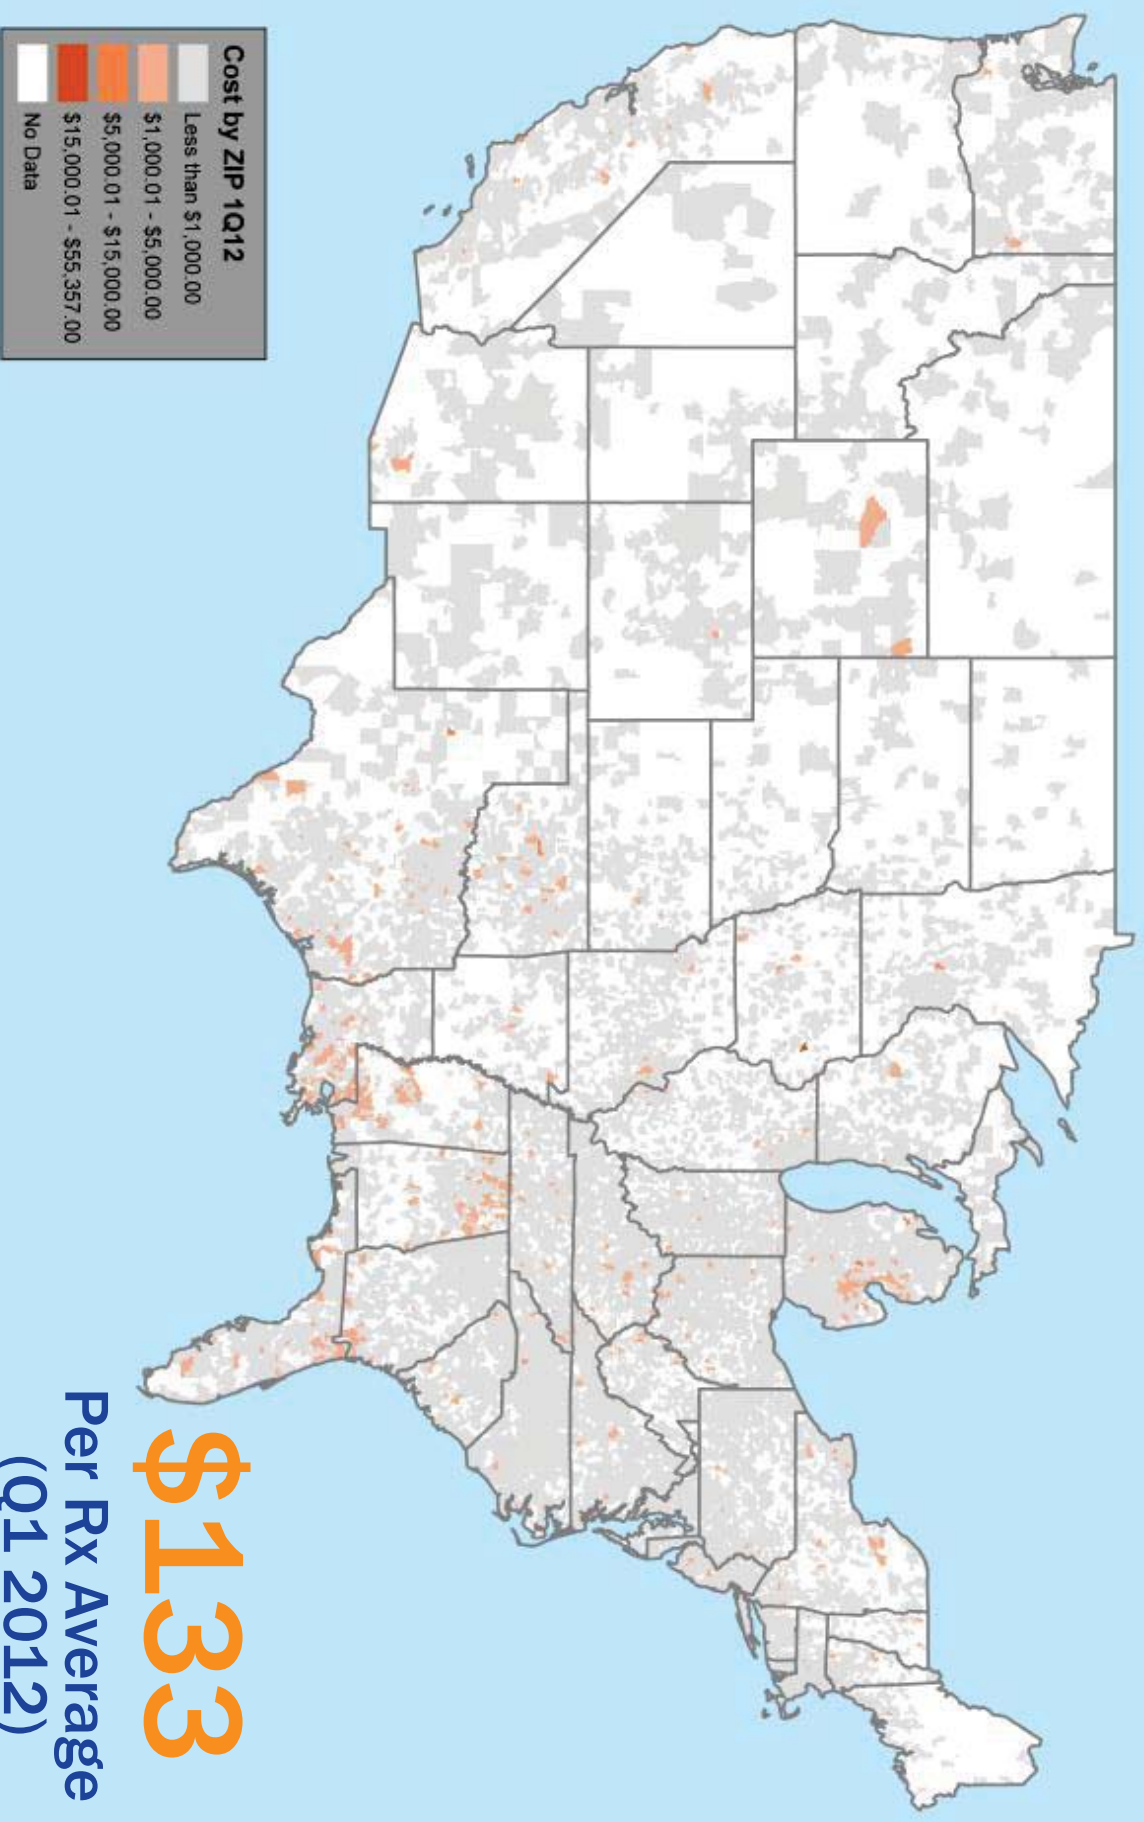 Cost by ZIP 1Q12
Less than $1,000.00
$1,000.01 - $5,000.00
$5,000.01 - $15,000.00
$15,000.01 - $55,357.00
No Data
$133
Per Rx Average
(Q1 2012)